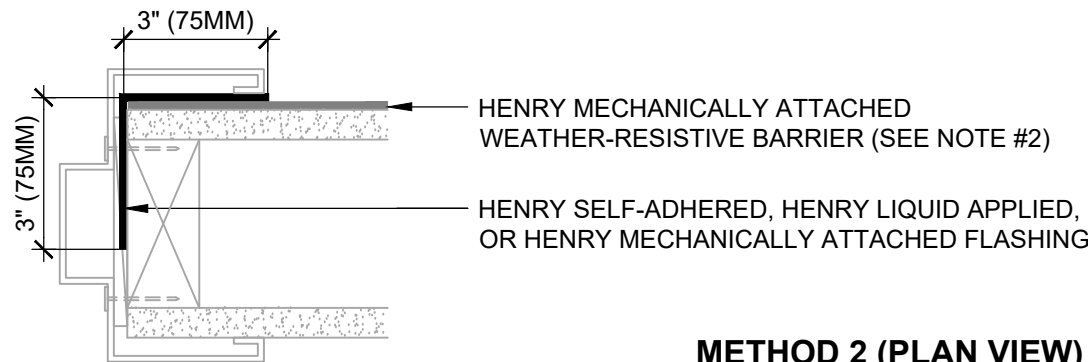 3" (75MM)
3" (75MM)
HENRY MECHANICALLY ATTACHED
WEATHER-RESISTIVE BARRIER (SEE NOTE #2)
HENRY SELF-ADHERED, HENRY LIQUID APPLIED,
OR HENRY MECHANICALLY ATTACHED FLASHING
METHOD 2 (PLAN VIEW)